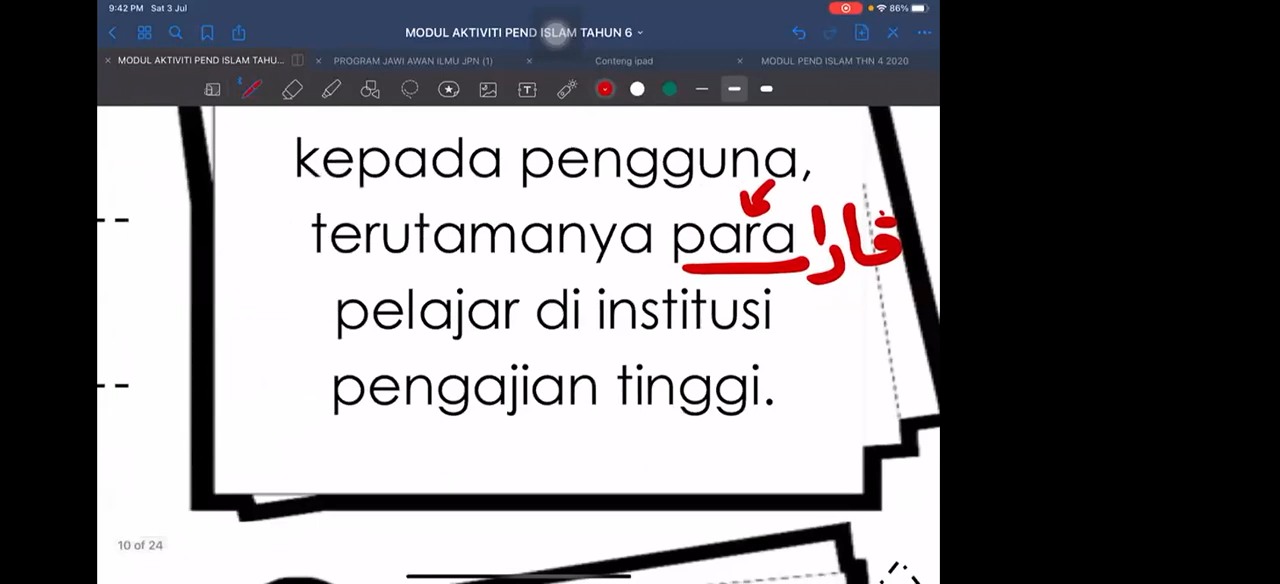 9:42 PM Sat 3 Jul
86%
MODUL AKTIVITI PEND ISLAM TAHUN 6
MODUL AKTIVITI PEND ISLAM TAHU...
PROGRAM JAWI AWAN ILMU JPN (1)
Conteng ipad
MODUL PEND ISLAM THN 4 2020
kepada pengguna,
terutamanya para ڤارا
pelajar di institusi
pengajian tinggi.
10 of 24